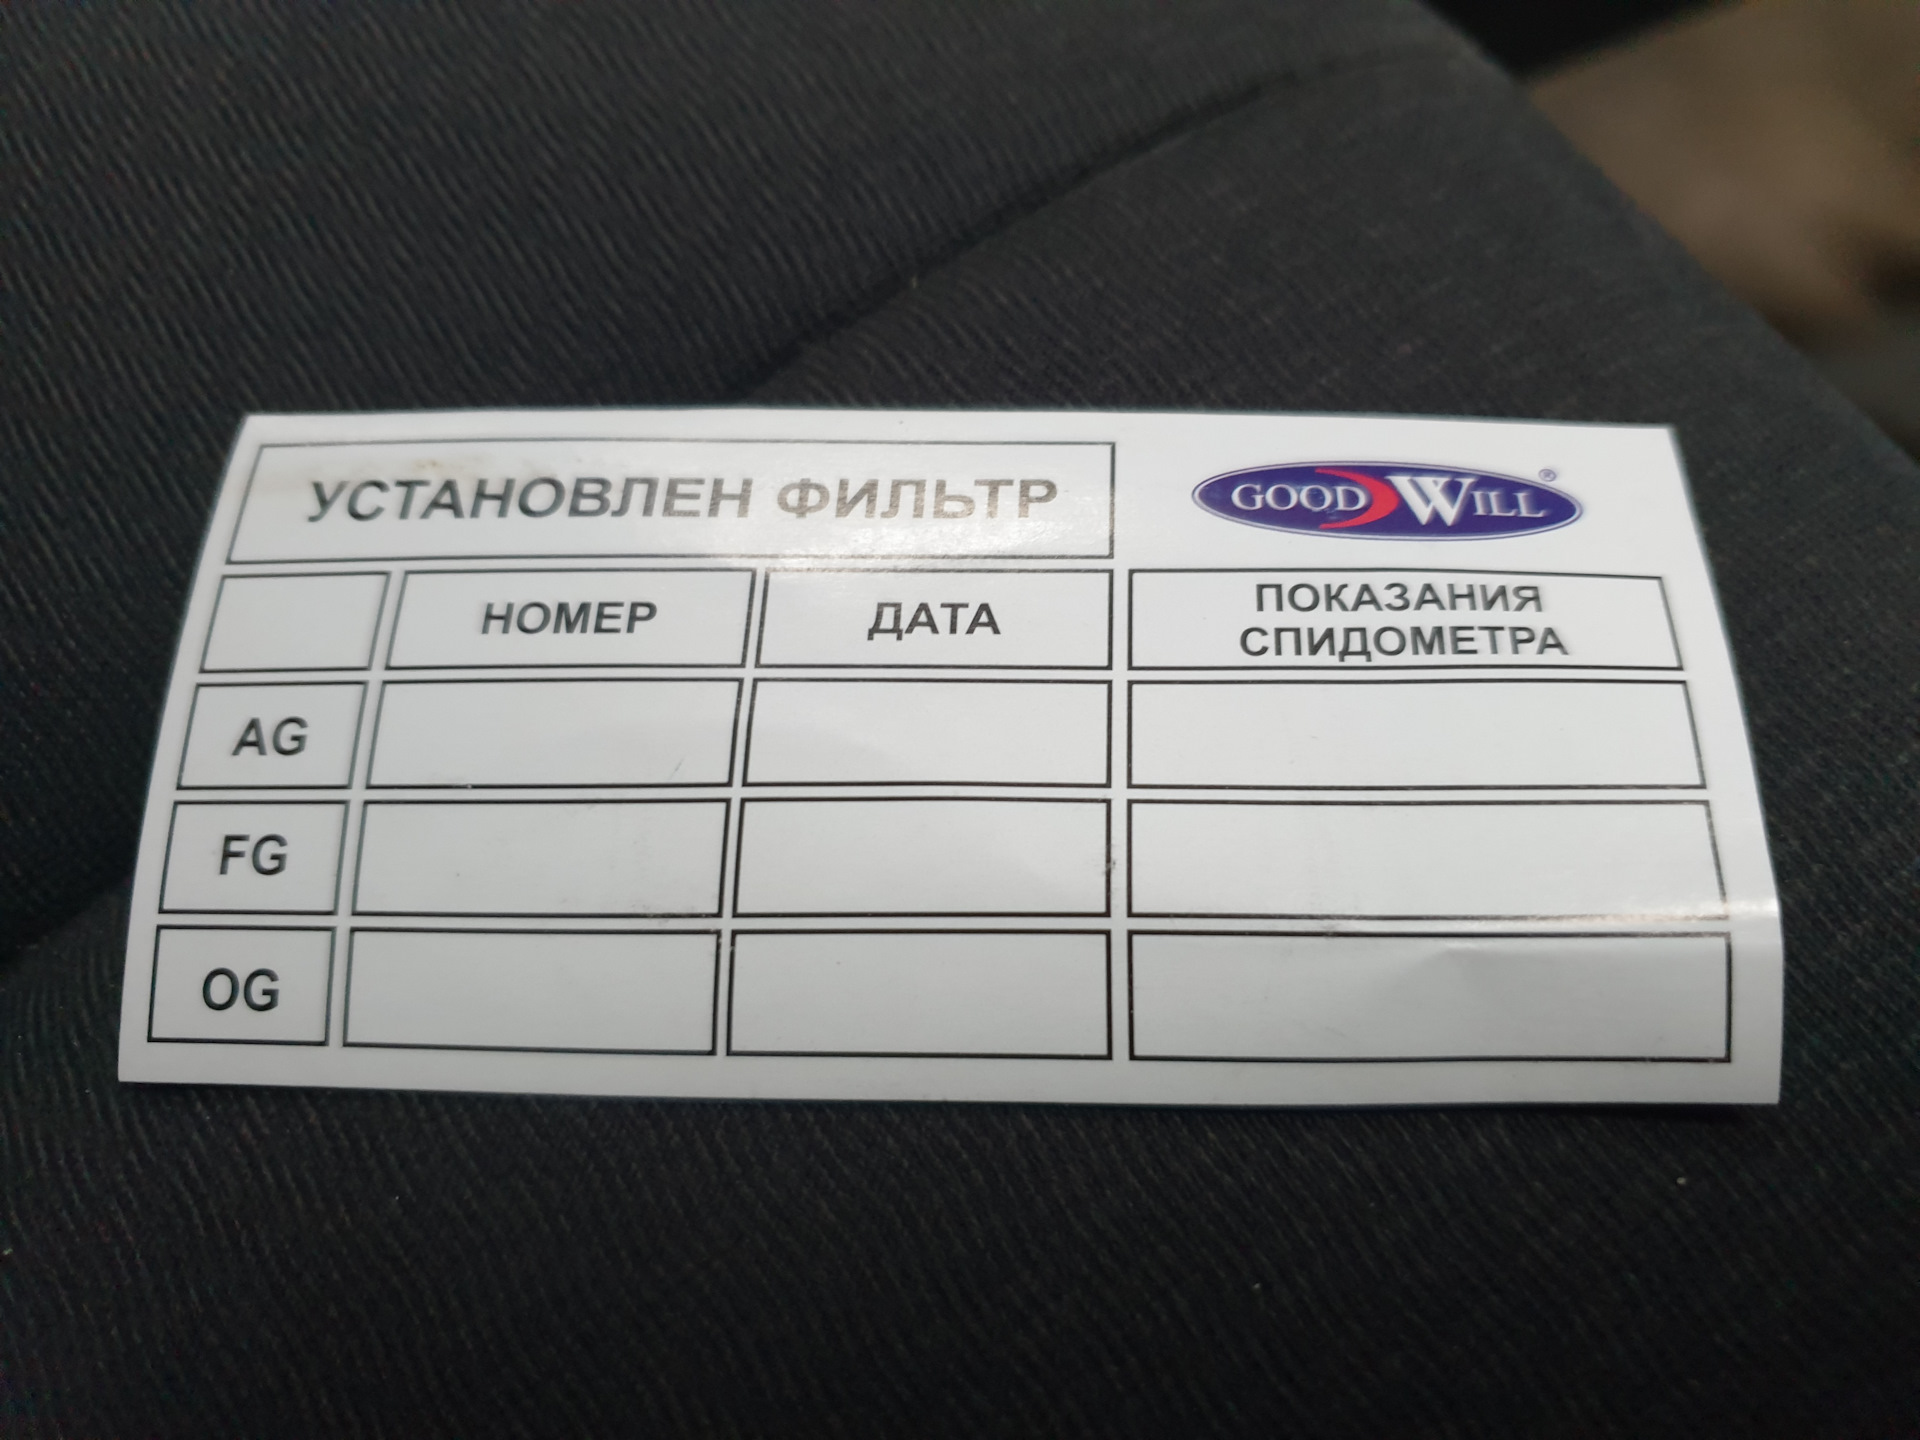 УСТАНОВЛЕН ФИЛЬТР
GOOD WILL®
НОМЕР
ДАТА
ПОКАЗАНИЯ
СПИДОМЕТРА
AG
FG
OG